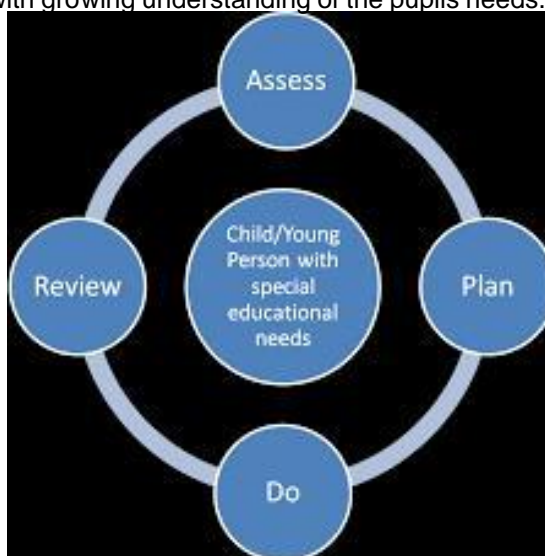 with growing understanding of the pupils needs.
Assess
Child/Young
Person with
special
educational
needs
Review
Plan
Do